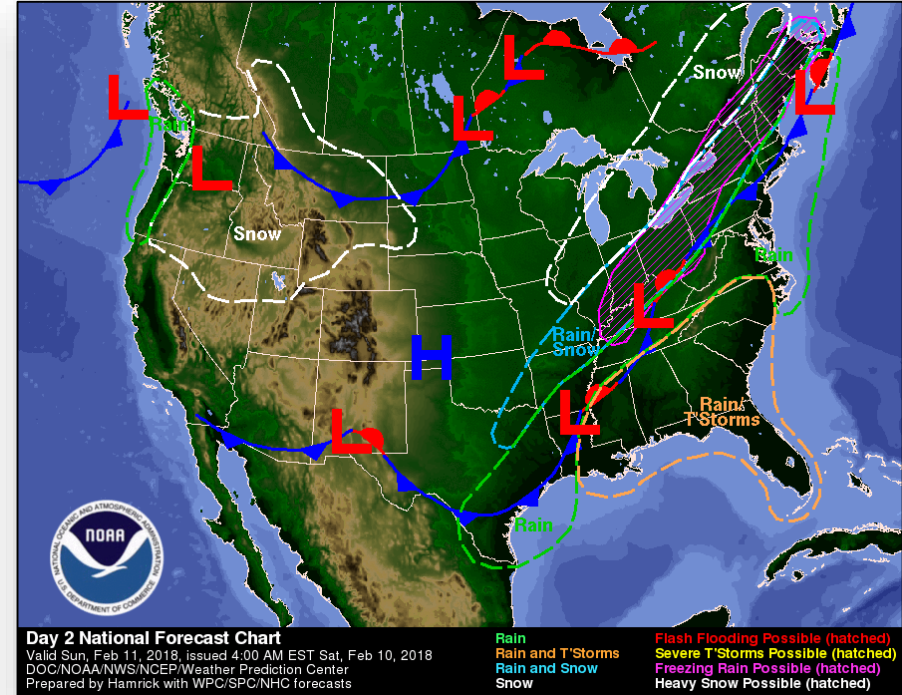 L
L
Snow
L
L
L
Rain
L
Snow
Rain
L
Rain/
Snow
H
L
L
Rain/
T'Storms
Rain
NATIONAL OCEANIC AND ATMOSPHERIC ADMINISTRATION
NOAA
U.S. DEPARTMENT OF COMMERCE
Day 2 National Forecast Chart
Valid Sun, Feb 11, 2018, issued 4:00 AM EST Sat, Feb 10, 2018
DOC/NOAA/NWS/NCEP/Weather Prediction Center
Prepared by Hamrick with WPC/SPC/NHC forecasts
Rain
Rain and T'Storms
Rain and Snow
Snow
Flash Flooding Possible (hatched)
Severe T'Storms Possible (hatched)
Freezing Rain Possible (hatched)
Heavy Snow Possible (hatched)